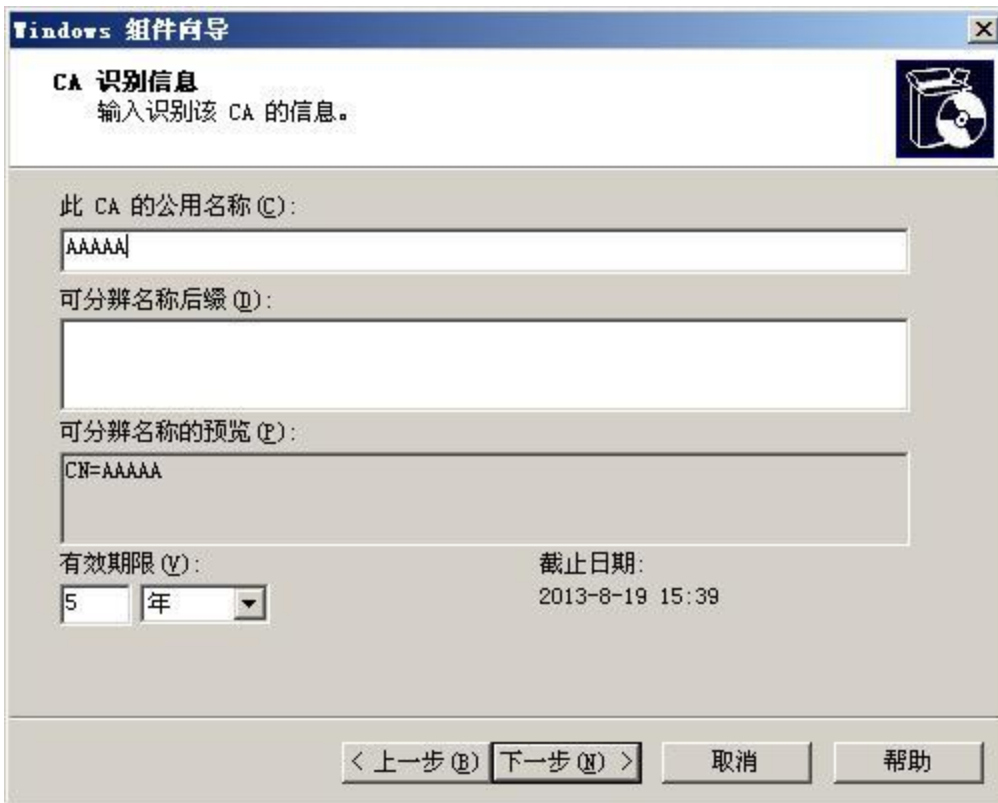 Windows 组件向导
CA 识别信息
输入识别该 CA 的信息。
此 CA 的公用名称(C):
AAAAA
可分辨名称后缀(D):
可分辨名称的预览(P):
CN=AAAAA
有效期限(V):
截止日期:
5 年
2013-8-19 15:39
< 上一步(B) 下一步(N) > 取消 帮助